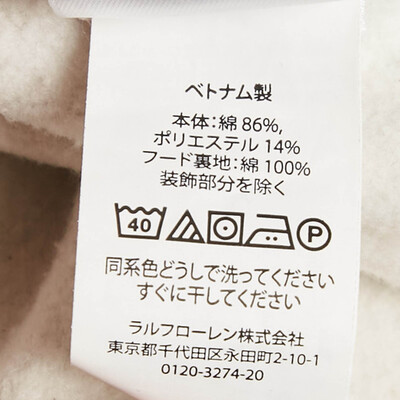 ベトナム製
本体:綿 86%,
ポリエステル 14%
フード裏地:綿 100%
装飾部分を除く
40 P
同系色どうしで洗ってください
すぐに干してください
ラルフローレン株式会社
東京都千代田区永田町2-10-1
0120-3274-20